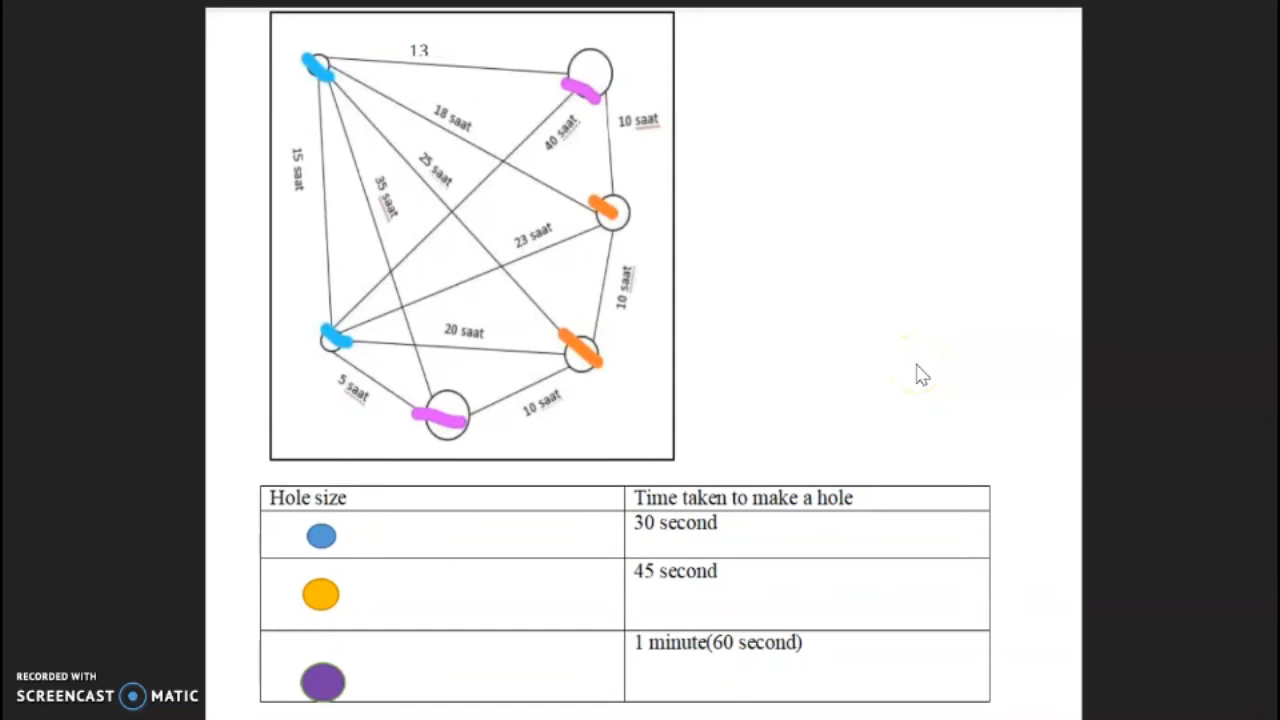 13
18 saat
40 saat
10 saat
15 saat
25 saat
35 saat
23 saat
10 saat
20 saat
5 saat
10 saat
Hole size
Time taken to make a hole
30 second
45 second
1 minute(60 second)
RECORDED WITH
SCREENCAST MATIC